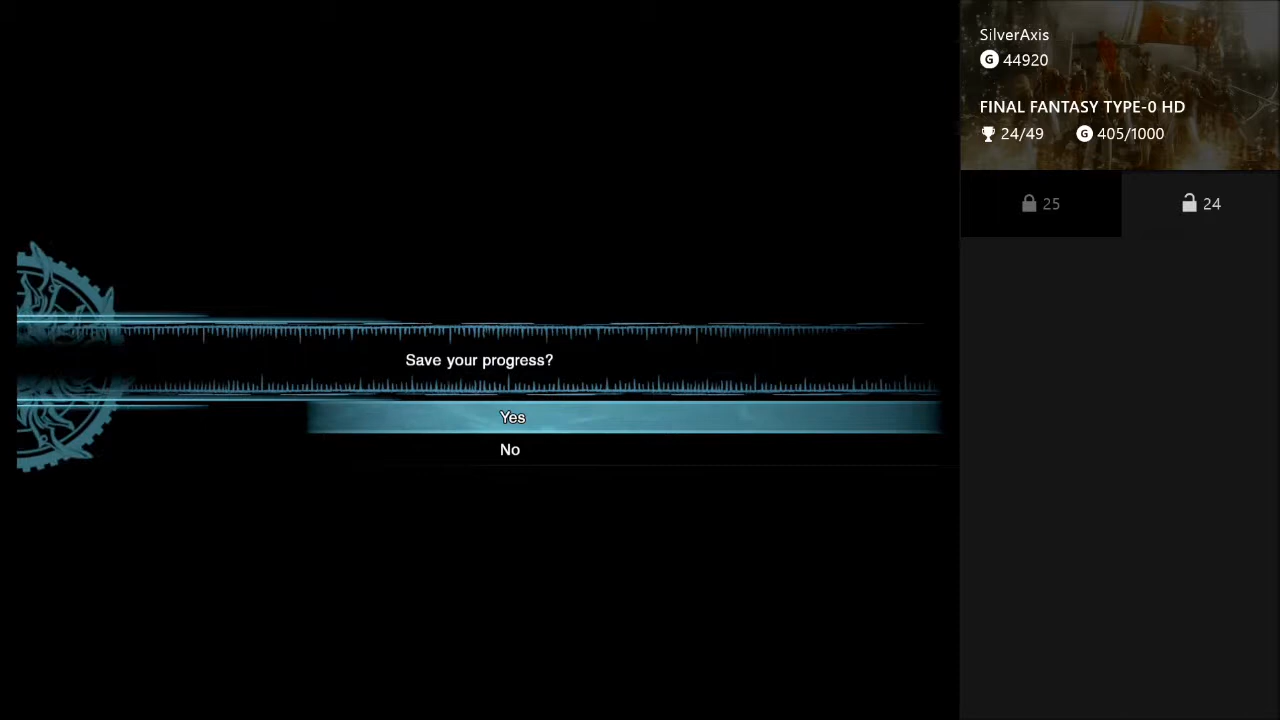 Save your progress?
Yes
No
SilverAxis
G 44920
FINAL FANTASY TYPE-0 HD
24/49 G 405/1000
25 24